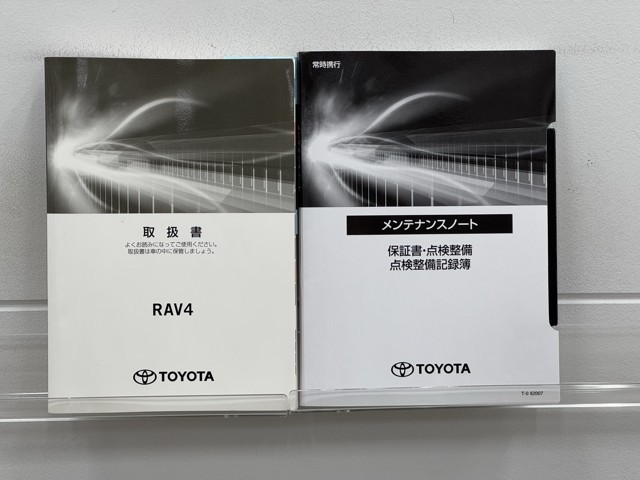 取扱書
よくお読みになってご使用ください。
取扱書は車の中に保管しましょう。
RAV4
TOYOTA
常時携行
メンテナンスノート
保証書・点検整備
点検整備記録簿
TOYOTA